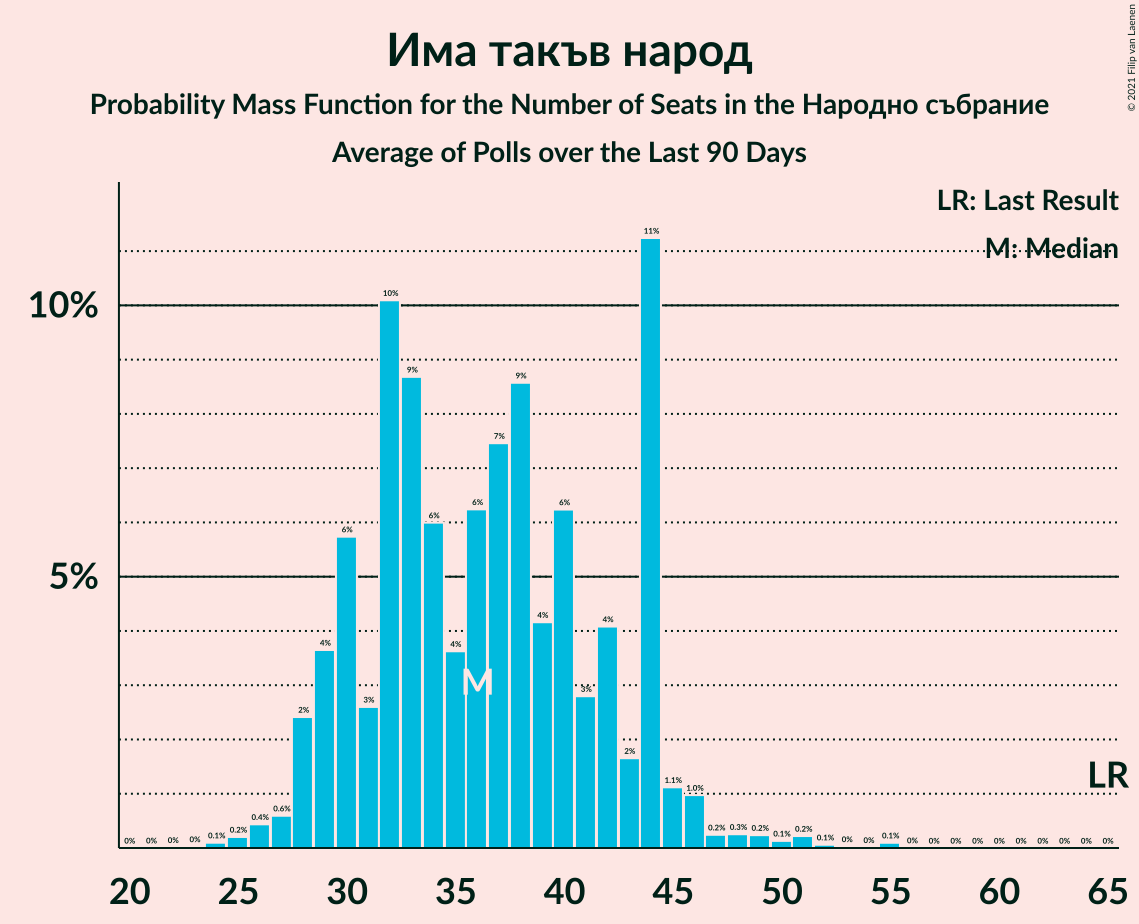 Има такъв народ
Probability Mass Function for the Number of Seats in the Народно събрание
Average of Polls over the Last 90 Days
© 2021 Filip van Laenen
LR: Last Result
M: Median
10%
5%
0% 0% 0% 0% 0.1% 0.2% 0.4% 0.6% 2% 4% 6% 3% 10% 9% 6% 4% 6% 7% 9% 4% 6% 3% 4% 2% 11% 1.1% 1.0% 0.2% 0.3% 0.2% 0.1% 0.2% 0.1% 0% 0% 0.1% 0% 0% 0% 0% 0% 0% 0% 0% 0% 0%
M
LR
20 25 30 35 40 45 50 55 60 65